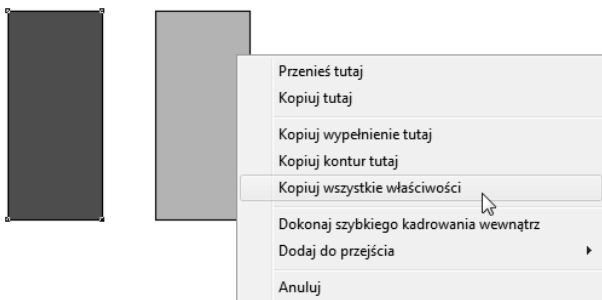 Przenieś tutaj
Kopiuj tutaj
Kopiuj wypełnienie tutaj
Kopiuj kontur tutaj
Kopiuj wszystkie właściwości
Dokonaj szybkiego kadrowania wewnątrz
Dodaj do przejścia
Anuluj